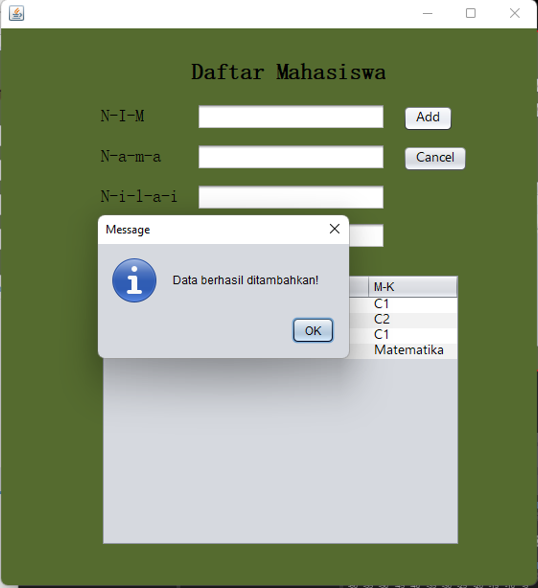 Daftar Mahasiswa
N-I-M
Add
N-a-m-a
Cancel
N-i-l-a-i
Message
Data berhasil ditambahkan!
OK
M-K
C1
C2
C1
Matematika